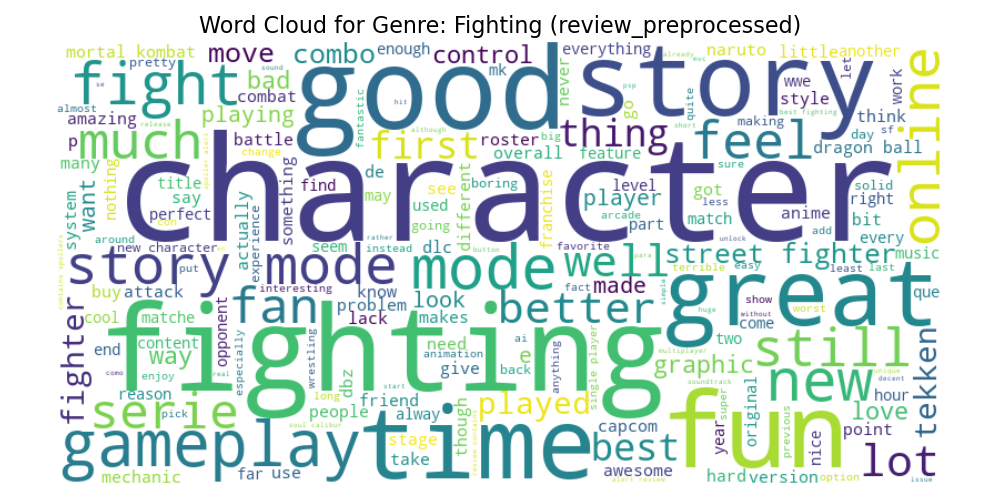 Word Cloud for Genre: Fighting (review_preprocessed)
mortal kombat move combo enough control everything already naruto little another
pretty mk mvc let
fight bad good never story work
se sound combat psp wwe
almost playing fantastic hit go quite style online
amazing release although short making best fighting think
p much battle first roster big thing feel day sf
many change overall feature sure dragon ball
character
title something find de see different boring level got less solid
system want nothing say may franchise player match anime right
perfect actually used part arcade add bit
con experience going unlock every
around new character seem rather instead dlc favorite music
story mode mode well street fighter
put interesting fact made terrible easy least last
buy attack know look simple huge show without great que
cool fan problem better worst come
fighter matche opponent lack makes
fighting
end content especially wrestling need ai anything two still
way animation e graphic
como enjoy real give back single player multiplayer new unique decent
reason dbz long start friend played soundtrack hour tekken
serie pick people alway fun super original previous love
soul calibur though capcom year nice point
gameplay time stage best lot
take awesome alert review
mechanic far use hard version option issue